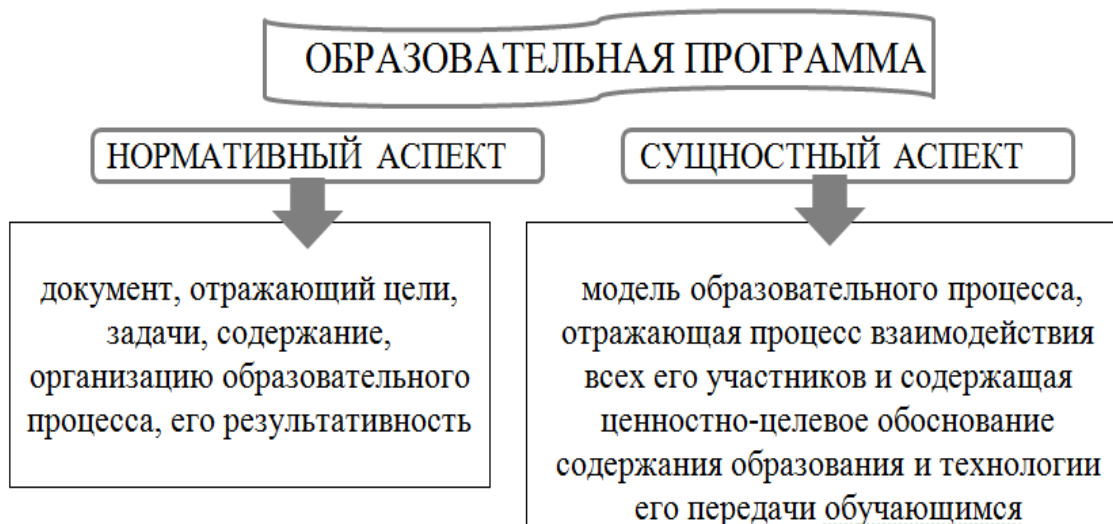 ОБРАЗОВАТЕЛЬНАЯ ПРОГРАММА
НОРМАТИВНЫЙ АСПЕКТ
СУЩНОСТНЫЙ АСПЕКТ
документ, отражающий цели,
задачи, содержание,
организацию образовательного
процесса, его результативность
модель образовательного процесса,
отражающая процесс взаимодействия
всех его участников и содержащая
ценностно-целевое обоснование
содержания образования и технологии
его передачи обучающимся